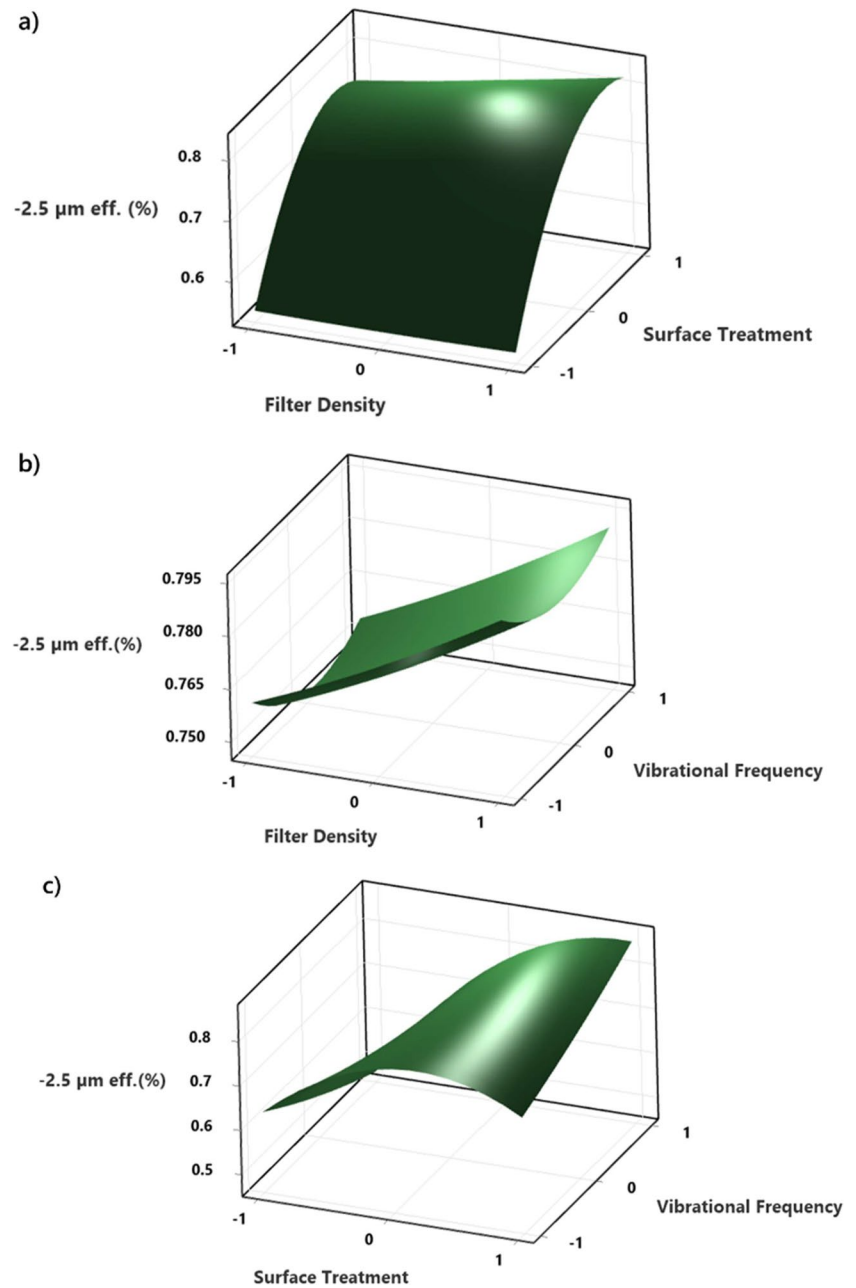 a)
0.8
-2.5 µm eff. (%)
0.7
0.6
-1
0
1
Filter Density
-1
0
1
Surface Treatment
b)
0.795
0.780
-2.5 µm eff.(%)
0.765
0.750
-1
0
1
Filter Density
-1
0
1
Vibrational Frequency
c)
0.8
-2.5 µm eff.(%)
0.7
0.6
0.5
-1
0
1
Surface Treatment
-1
0
1
Vibrational Frequency